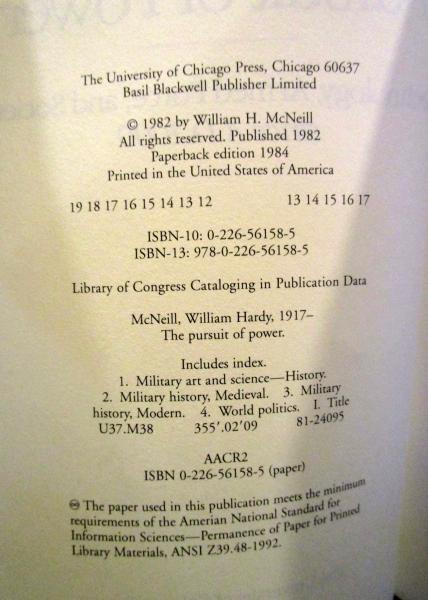 The University of Chicago Press, Chicago 60637
Basil Blackwell Publisher Limited
© 1982 by William H. McNeill
All rights reserved. Published 1982
Paperback edition 1984
Printed in the United States of America
19 18 17 16 15 14 13 12 13 14 15 16 17
ISBN-10: 0-226-56158-5
ISBN-13: 978-0-226-56158-5
Library of Congress Cataloging in Publication Data
McNeill, William Hardy, 1917–
The pursuit of power.
Includes index.
1. Military art and science—History.
2. Military history, Medieval. 3. Military
history, Modern. 4. World politics. I. Title
U37.M38 355'.02'09 81-24095
AACR2
ISBN 0-226-56158-5 (paper)
♾ The paper used in this publication meets the minimum
requirements of the Amerian National Standard for
Information Sciences—Permanence of Paper for Printed
Library Materials, ANSI Z39.48-1992.